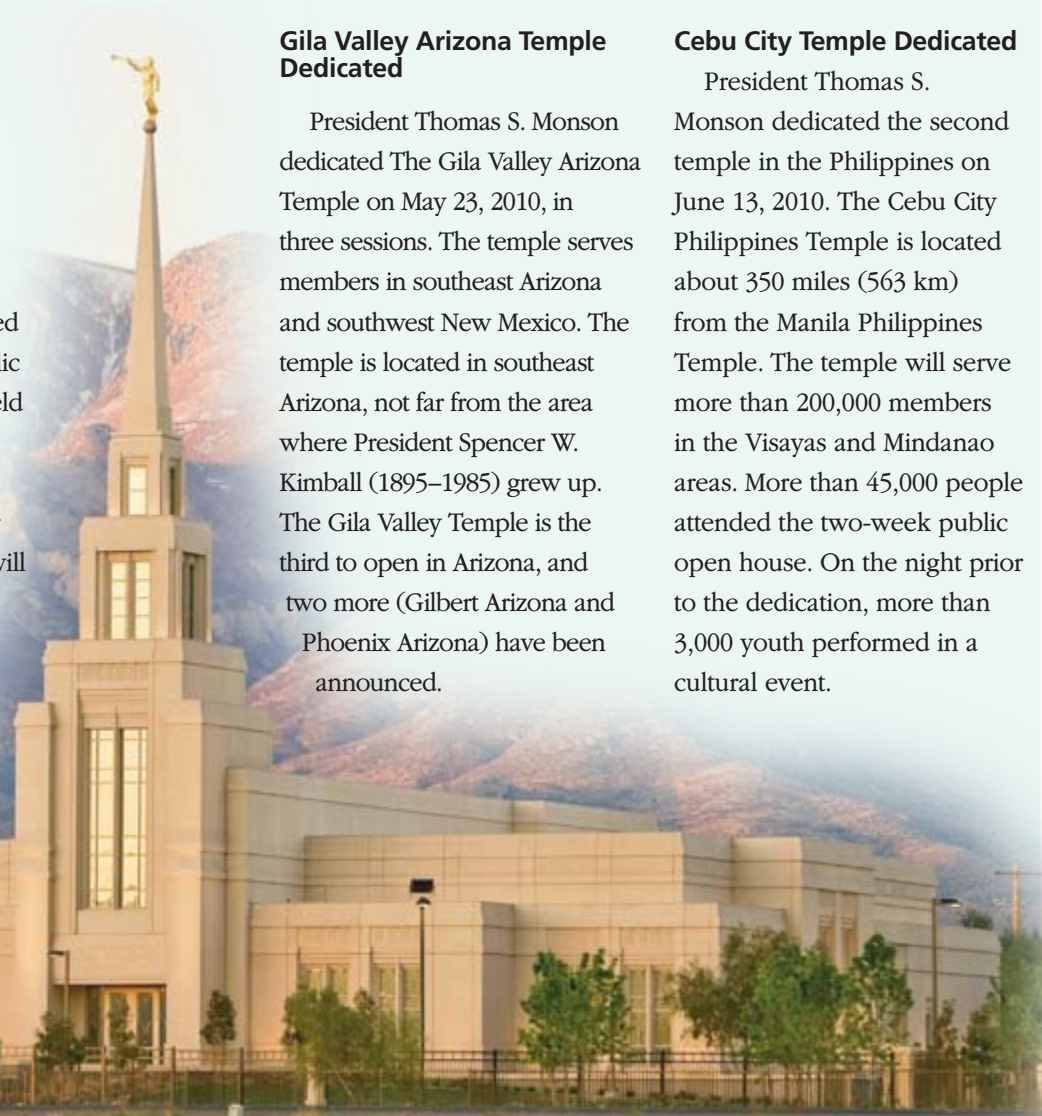 ed
lic
eld
will
Gila Valley Arizona Temple
Dedicated
President Thomas S. Monson
dedicated The Gila Valley Arizona
Temple on May 23, 2010, in
three sessions. The temple serves
members in southeast Arizona
and southwest New Mexico. The
temple is located in southeast
Arizona, not far from the area
where President Spencer W.
Kimball (1895–1985) grew up.
The Gila Valley Temple is the
third to open in Arizona, and
two more (Gilbert Arizona and
Phoenix Arizona) have been
announced.
Cebu City Temple Dedicated
President Thomas S.
Monson dedicated the second
temple in the Philippines on
June 13, 2010. The Cebu City
Philippines Temple is located
about 350 miles (563 km)
from the Manila Philippines
Temple. The temple will serve
more than 200,000 members
in the Visayas and Mindanao
areas. More than 45,000 people
attended the two-week public
open house. On the night prior
to the dedication, more than
3,000 youth performed in a
cultural event.